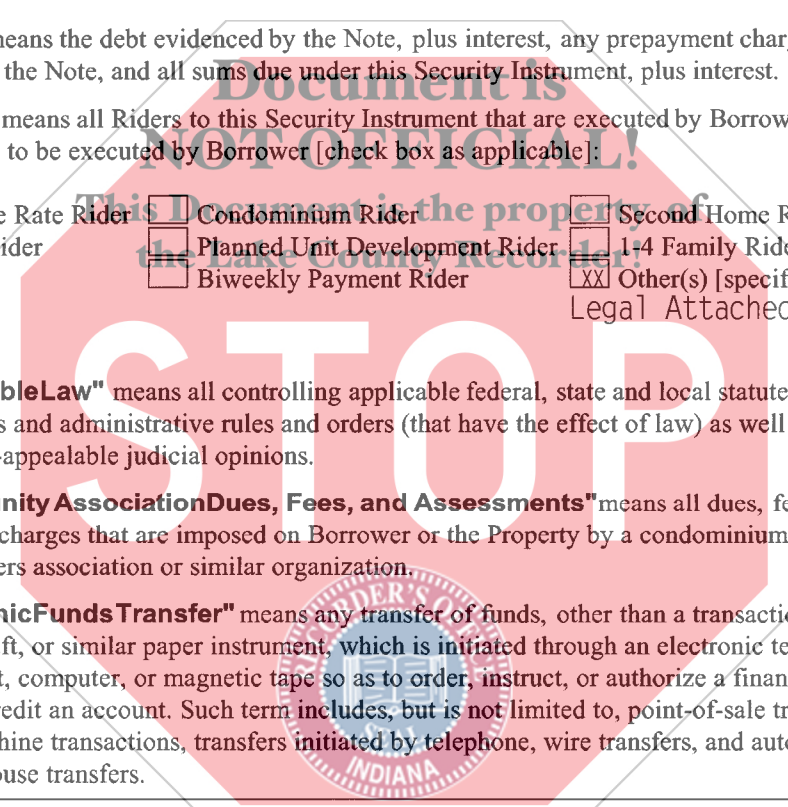 means the debt evidenced by the Note, plus interest, any prepayment char
the Note, and all sums due under this Security Instrument, plus interest.
Document is
means all Riders to this Security Instrument that are executed by Borrow
NOT OFFICIAL!
to be executed by Borrower [check box as applicable]:
This Document is the property of
e Rate Rider Condominium Rider Second Home R
ider Planned Unit Development Rider 1-4 Family Ride
the Lake County Recorder!
Biweekly Payment Rider XX Other(s) [specif
Legal Attached
STOP
bleLaw" means all controlling applicable federal, state and local statute
s and administrative rules and orders (that have the effect of law) as well
-appealable judicial opinions.
nity AssociationDues, Fees, and Assessments"means all dues, fe
charges that are imposed on Borrower or the Property by a condominium
ers association or similar organization.
nicFundsTransfer" means any transfer of funds, other than a transactio
ft, or similar paper instrument, which is initiated through an electronic te
t, computer, or magnetic tape so as to order, instruct, or authorize a finan
redit an account. Such term includes, but is not limited to, point-of-sale tr
hine transactions, transfers initiated by telephone, wire transfers, and auto
ouse transfers.
RECORDER'S
SEAL
INDIANA